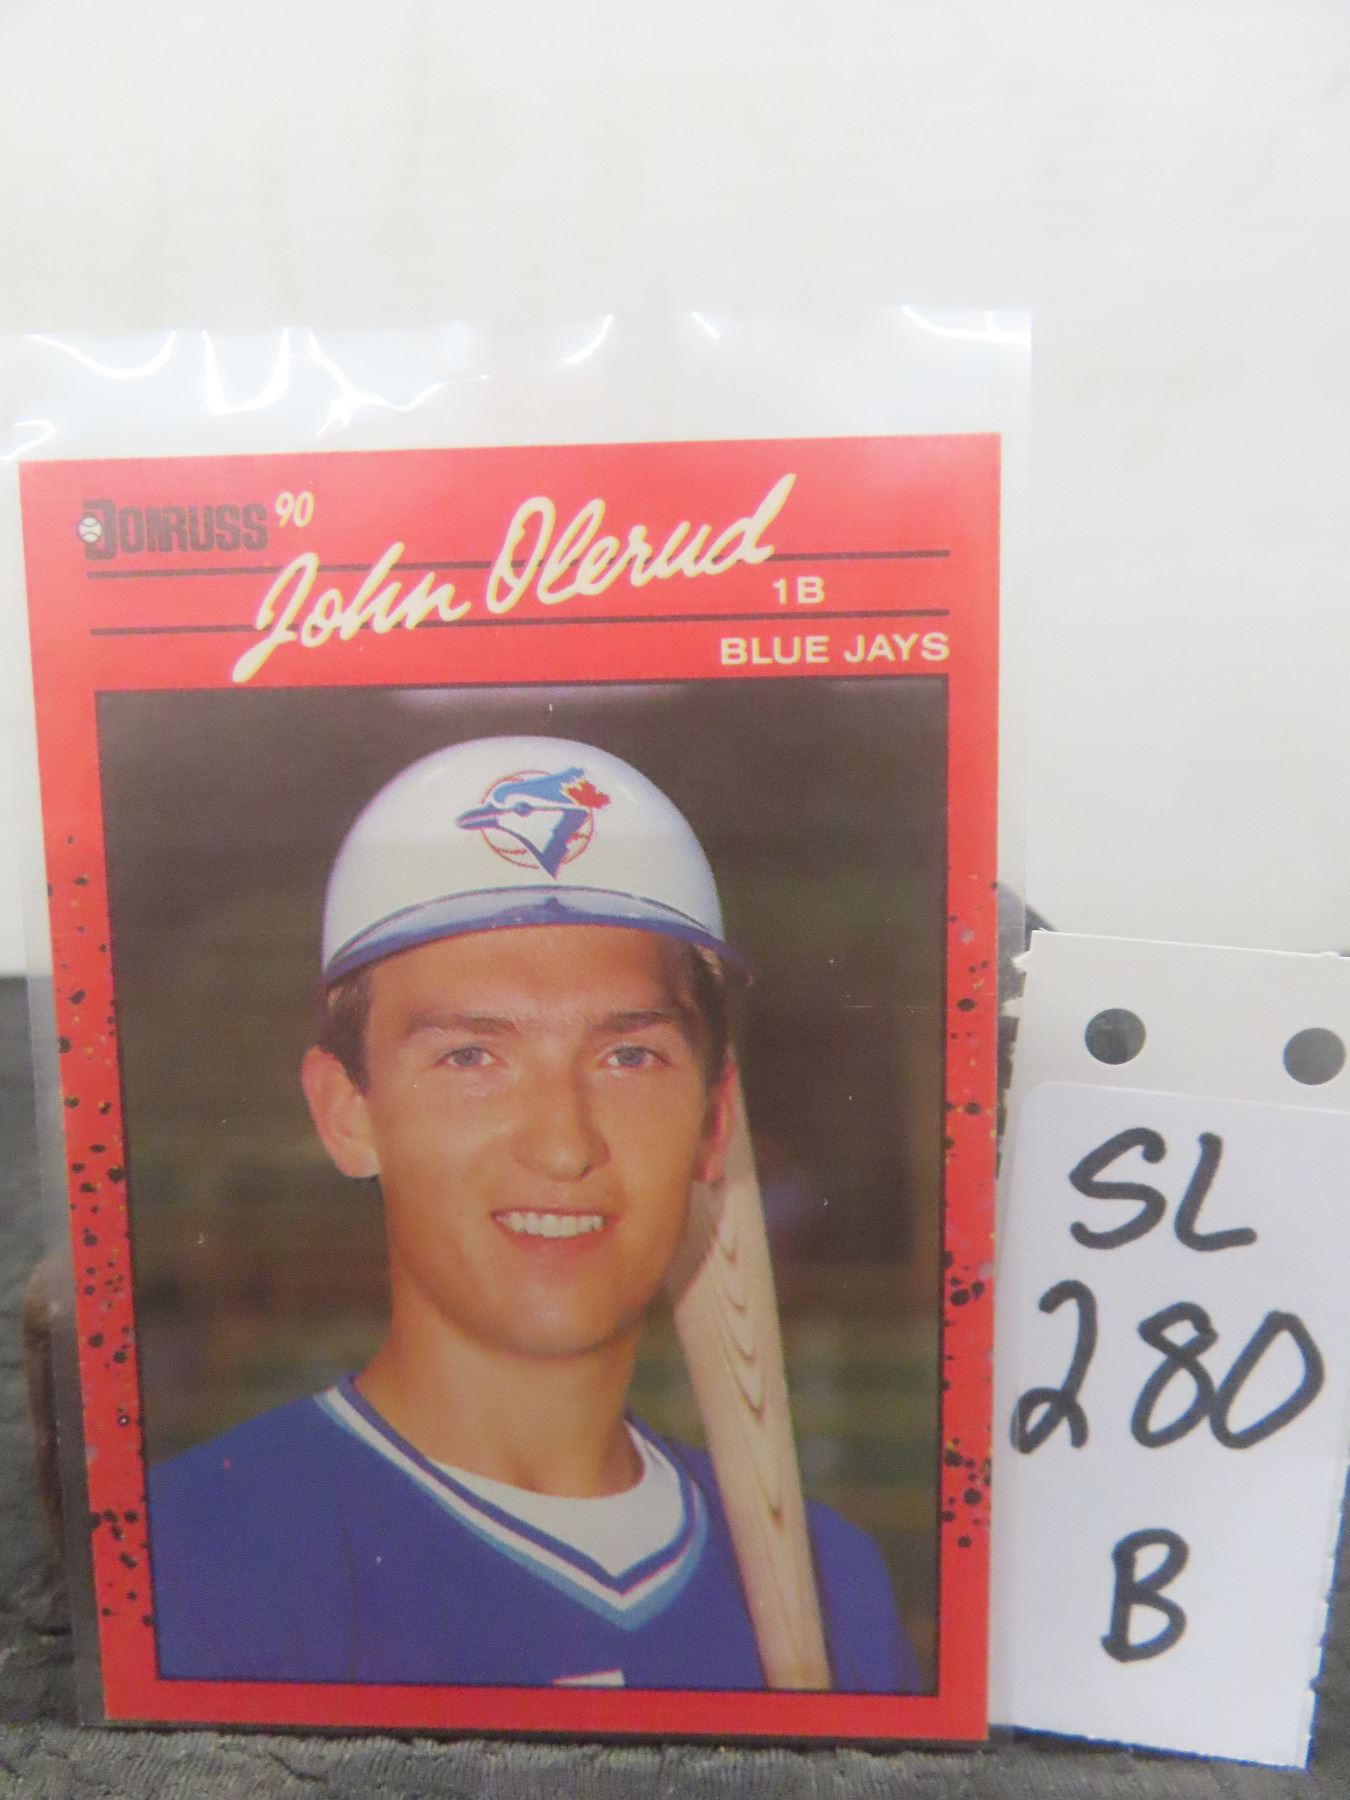 DONRUSS 90
John Olerud
1B
BLUE JAYS
SL
280
B